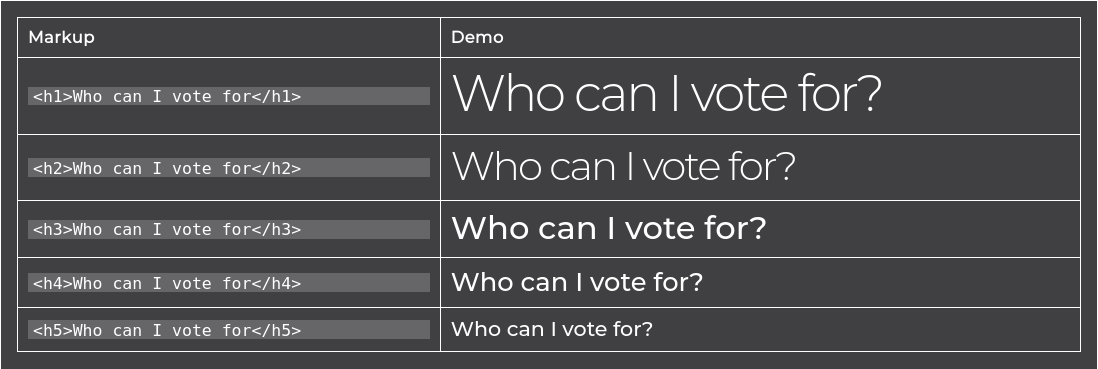 Markup Demo
<h1>Who can I vote for</h1> Who can I vote for?
<h2>Who can I vote for</h2> Who can I vote for?
<h3>Who can I vote for</h3> Who can I vote for?
<h4>Who can I vote for</h4> Who can I vote for?
<h5>Who can I vote for</h5> Who can I vote for?